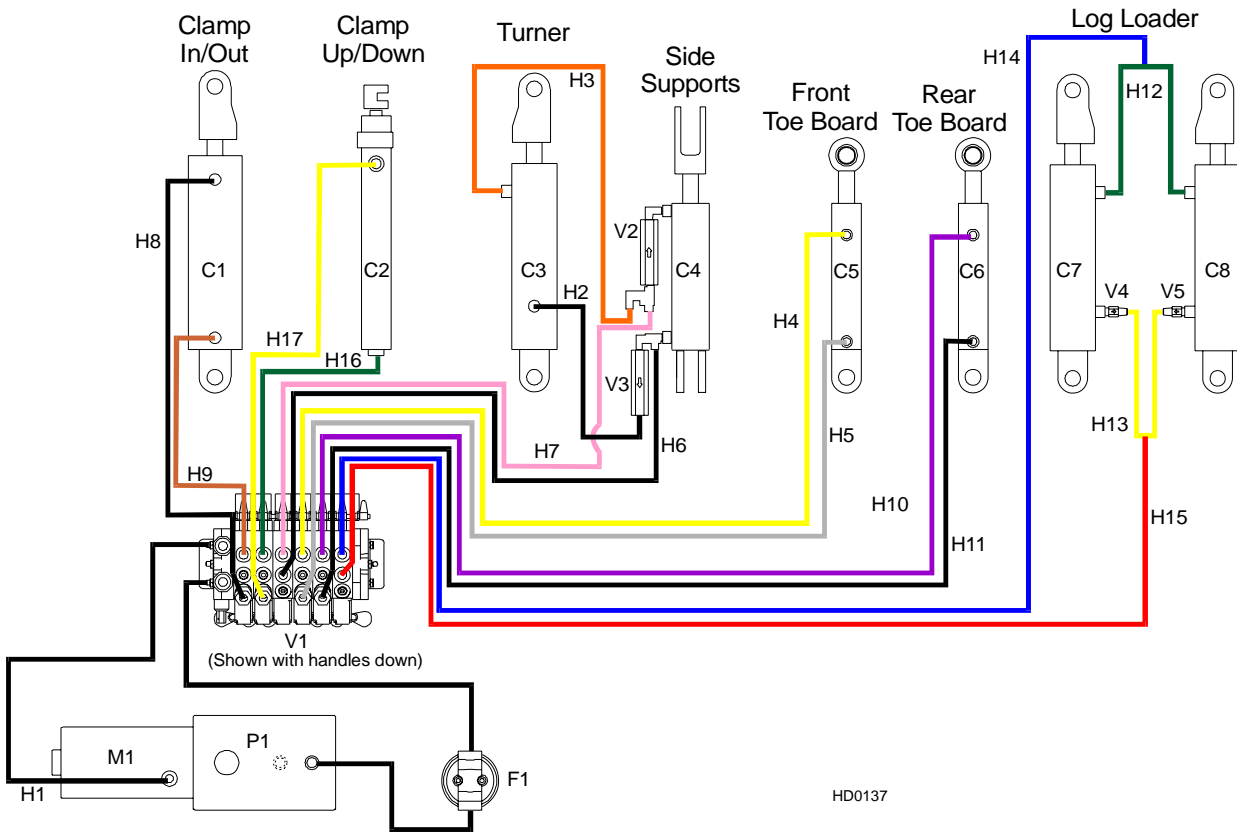 Clamp
In/Out
Clamp
Up/Down
Turner
Side
Supports
Front
Toe Board
Rear
Toe Board
Log Loader
H3
H14
H12
H8
C1
C2
C3
V2
C4
C5
C6
C7
V4
V5
C8
H2
H4
H17
H16
V3
H13
H7
H6
H5
H9
H10
H15
H11
V1
(Shown with handles down)
M1
P1
F1
H1
HD0137